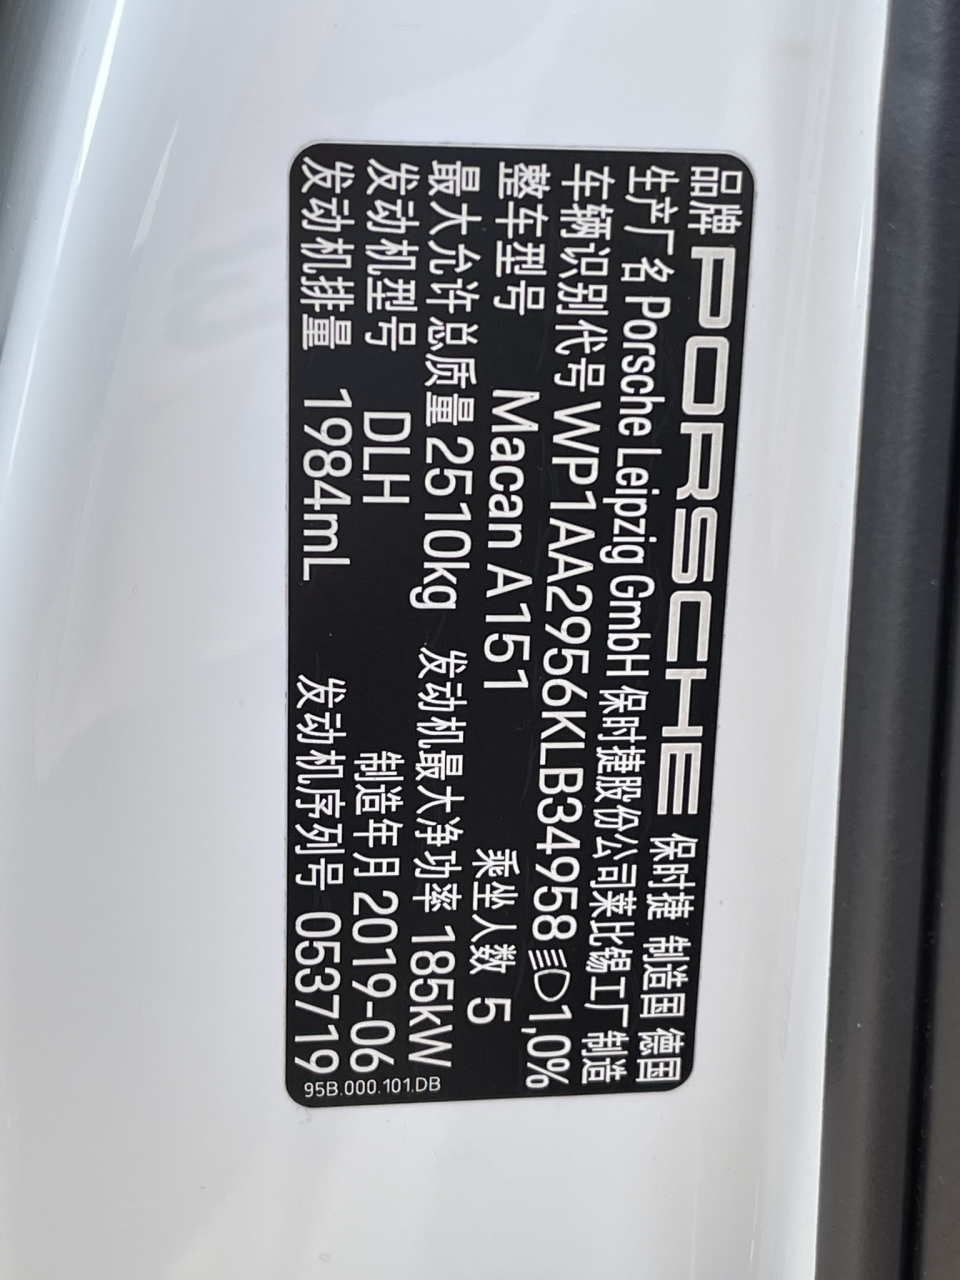 品牌 PORSCHE 保时捷 制造国 德国
生产厂名 Porsche Leipzig GmbH 保时捷股份公司莱比锡工厂 制造
车辆识别代号 WP1AA2956KLB34958 1,0%
整车型号 Macan A151 乘坐人数 5
最大允许总质量 2510kg 发动机最大净功率 185kW
发动机型号 DLH 制造年月 2019-06
发动机排量 1984mL 发动机序列号 053719
95B.000.101.DB